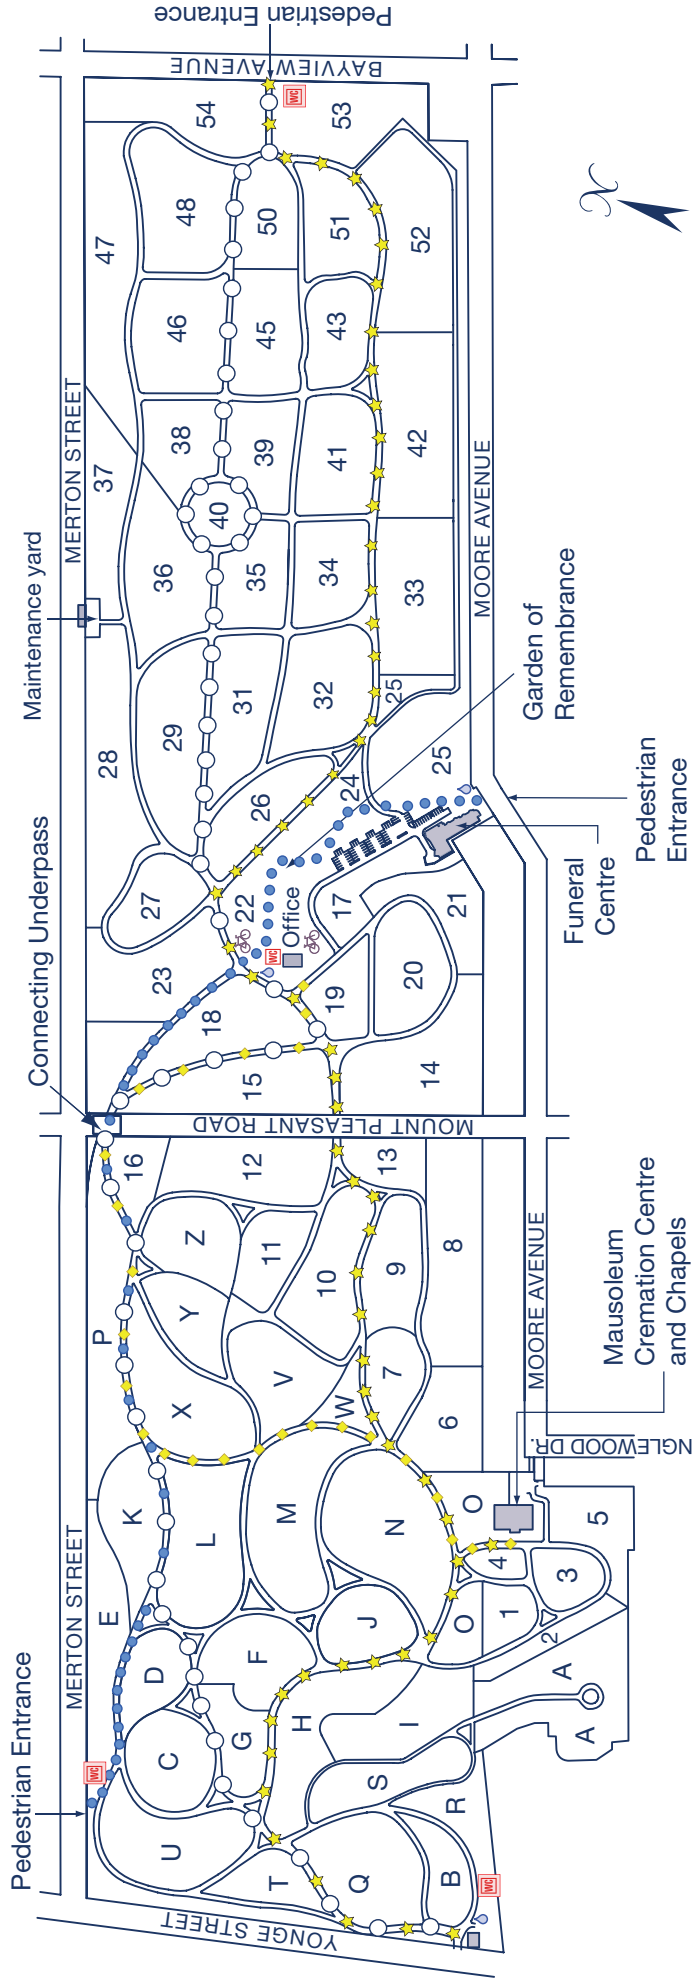 Pedestrian Entrance
BAYVIEW AVENUE
WC
54
53
47
48
50
51
52
46
45
43
MERTON STREET
37
38
39
41
42
40
MOORE AVENUE
Maintenance yard
36
35
34
33
Garden of
Remembrance
28
29
31
32
25
26
24
25
Pedestrian
Entrance
Funeral
Centre
Connecting Underpass
27
22
WC
Office
17
21
23
18
19
20
15
14
MOUNT PLEASANT ROAD
16
12
13
Z
11
10
9
8
P
Y
X
V
W
7
6
MOORE AVENUE
Mausoleum
Cremation Centre
and Chapels
NGLEWOOD DR.
MERTON STREET
K
L
M
N
O
5
4
3
E
J
O
1
2
D
F
A
C
G
H
I
A
Pedestrian Entrance
WC
U
S
R
T
Q
B
WC
YONGE STREET